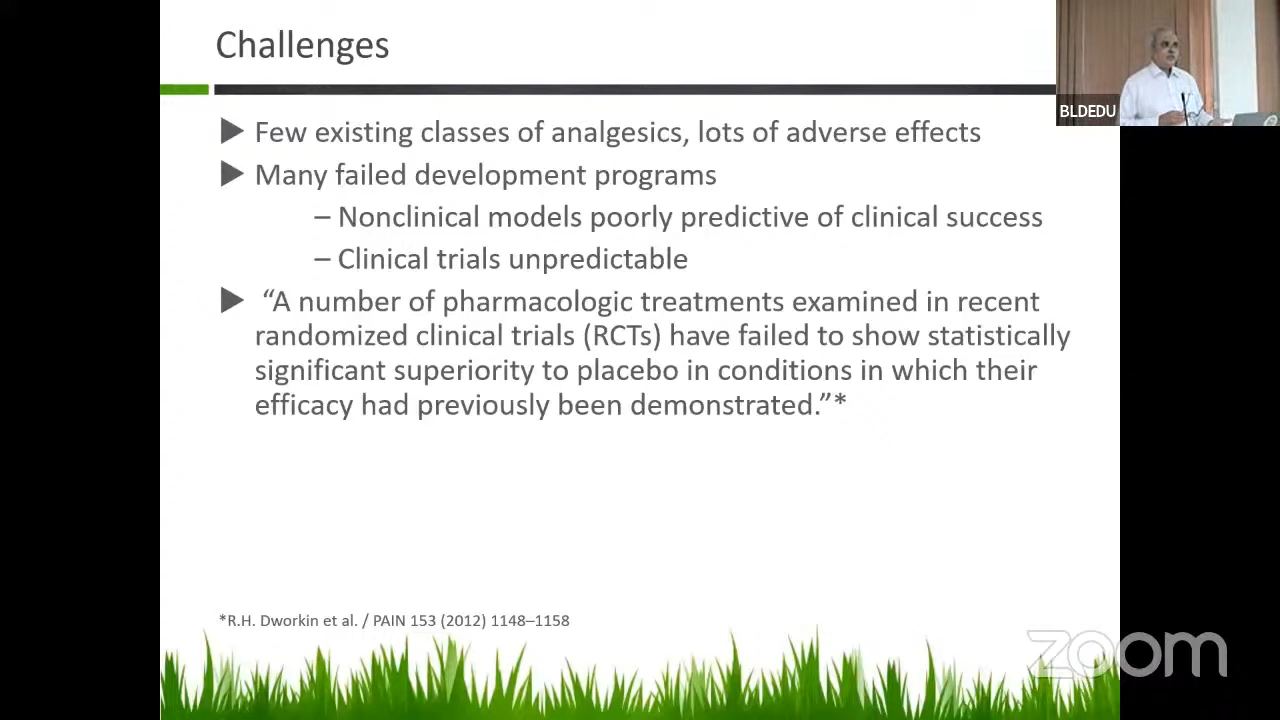 Challenges
BLDEDU
▶ Few existing classes of analgesics, lots of adverse effects
▶ Many failed development programs
– Nonclinical models poorly predictive of clinical success
– Clinical trials unpredictable
▶ “A number of pharmacologic treatments examined in recent
randomized clinical trials (RCTs) have failed to show statistically
significant superiority to placebo in conditions in which their
efficacy had previously been demonstrated.”*
*R.H. Dworkin et al. / PAIN 153 (2012) 1148–1158
zoom